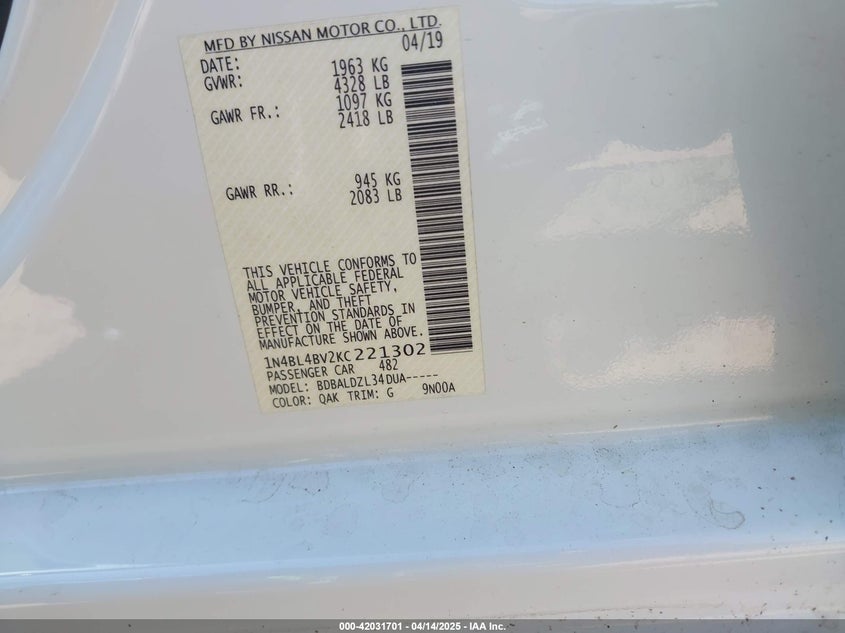 MFD BY NISSAN MOTOR CO., LTD.
DATE: 04/19
GVWR: 1963 KG
4328 LB
GAWR FR.: 1097 KG
2418 LB
GAWR RR.: 945 KG
2083 LB
THIS VEHICLE CONFORMS TO
ALL APPLICABLE FEDERAL
MOTOR VEHICLE SAFETY,
BUMPER, AND THEFT
PREVENTION STANDARDS IN
EFFECT ON THE DATE OF
MANUFACTURE SHOWN ABOVE.
1N4BL4BV2KC221302
PASSENGER CAR 482
MODEL: BDBALDZL34DUA-----
COLOR: QAK TRIM: G 9N00A
000-42031701 - 04/14/2025 - IAA Inc.